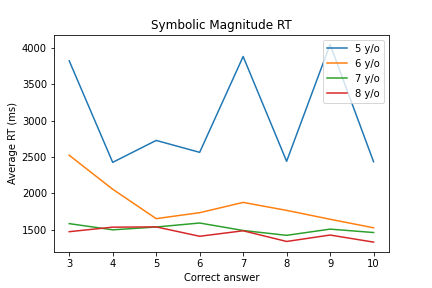 Symbolic Magnitude RT
5 y/o
6 y/o
7 y/o
8 y/o
Average RT (ms)
4000
3500
3000
2500
2000
1500
3 4 5 6 7 8 9 10
Correct answer